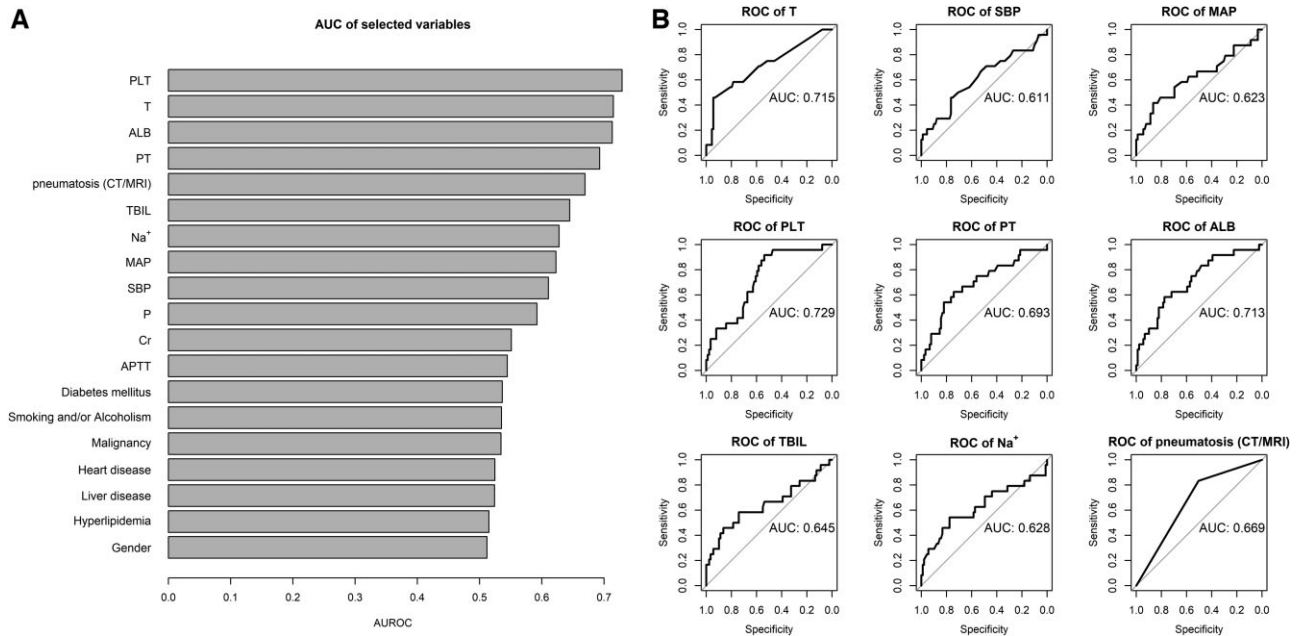 A
AUC of selected variables
PLT
T
ALB
PT
pneumatosis (CT/MRI)
TBIL
Na⁺
MAP
SBP
P
Cr
APTT
Diabetes mellitus
Smoking and/or Alcoholism
Malignancy
Heart disease
Liver disease
Hyperlipidemia
Gender
0.0 0.1 0.2 0.3 0.4 0.5 0.6 0.7
AUROC
B
ROC of T
Sensitivity
0.0 0.2 0.4 0.6 0.8 1.0
AUC: 0.715
1.0 0.8 0.6 0.4 0.2 0.0
Specificity
ROC of SBP
Sensitivity
0.0 0.2 0.4 0.6 0.8 1.0
AUC: 0.611
1.0 0.8 0.6 0.4 0.2 0.0
Specificity
ROC of MAP
Sensitivity
0.0 0.2 0.4 0.6 0.8 1.0
AUC: 0.623
1.0 0.8 0.6 0.4 0.2 0.0
Specificity
ROC of PLT
Sensitivity
0.0 0.2 0.4 0.6 0.8 1.0
AUC: 0.729
1.0 0.8 0.6 0.4 0.2 0.0
Specificity
ROC of PT
Sensitivity
0.0 0.2 0.4 0.6 0.8 1.0
AUC: 0.693
1.0 0.8 0.6 0.4 0.2 0.0
Specificity
ROC of ALB
Sensitivity
0.0 0.2 0.4 0.6 0.8 1.0
AUC: 0.713
1.0 0.8 0.6 0.4 0.2 0.0
Specificity
ROC of TBIL
Sensitivity
0.0 0.2 0.4 0.6 0.8 1.0
AUC: 0.645
1.0 0.8 0.6 0.4 0.2 0.0
Specificity
ROC of Na⁺
Sensitivity
0.0 0.2 0.4 0.6 0.8 1.0
AUC: 0.628
1.0 0.8 0.6 0.4 0.2 0.0
Specificity
ROC of pneumatosis (CT/MRI)
Sensitivity
0.0 0.2 0.4 0.6 0.8 1.0
AUC: 0.669
1.0 0.8 0.6 0.4 0.2 0.0
Specificity